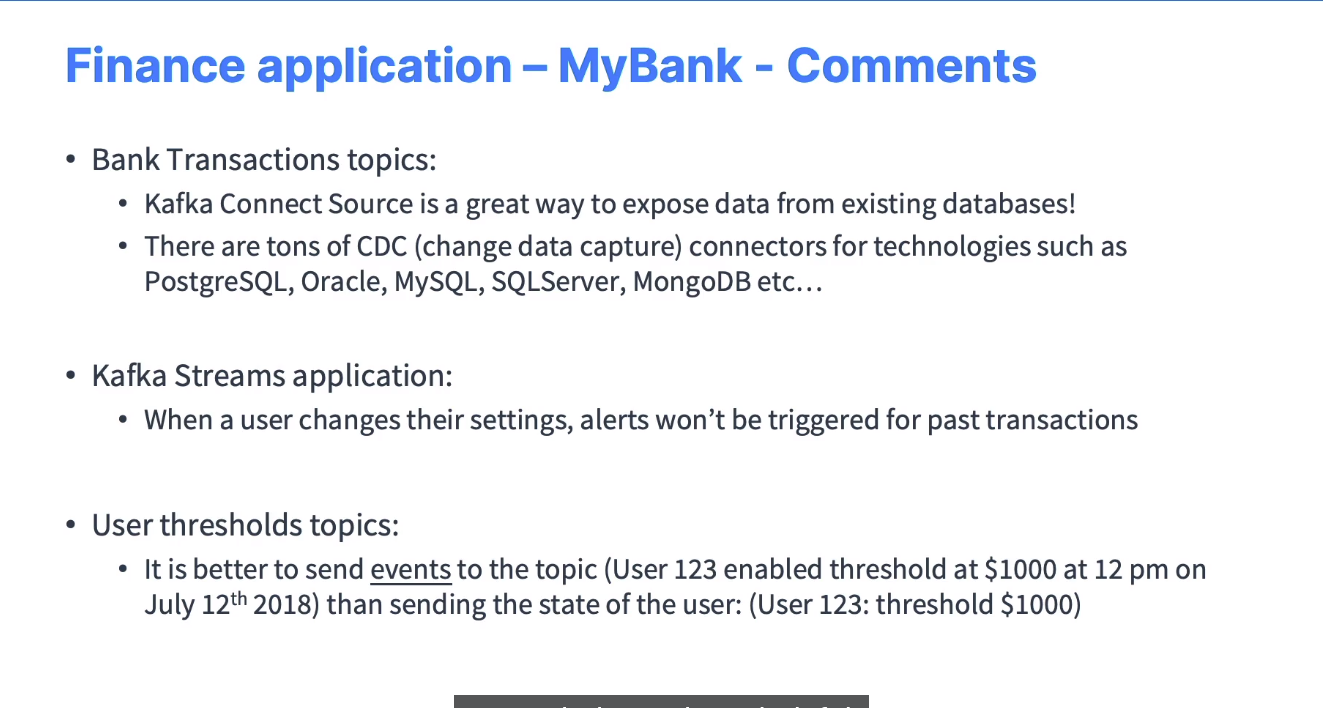 Finance application – MyBank - Comments
• Bank Transactions topics:
• Kafka Connect Source is a great way to expose data from existing databases!
• There are tons of CDC (change data capture) connectors for technologies such as
PostgreSQL, Oracle, MySQL, SQLServer, MongoDB etc…
• Kafka Streams application:
• When a user changes their settings, alerts won’t be triggered for past transactions
• User thresholds topics:
• It is better to send events to the topic (User 123 enabled threshold at $1000 at 12 pm on
July 12th 2018) than sending the state of the user: (User 123: threshold $1000)